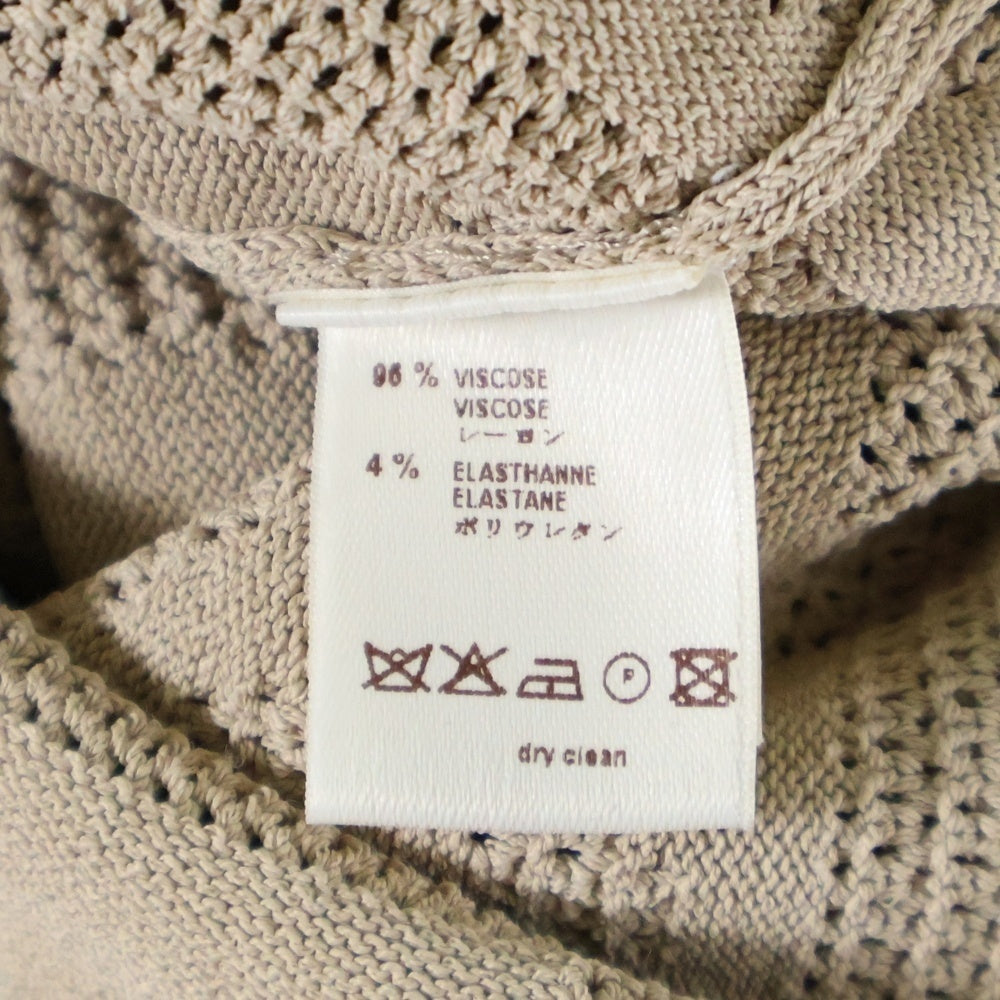 96 % VISCOSE
VISCOSE
レーヨン
4 % ELASTHANNE
ELASTANE
ポリウレタン
P
dry clean